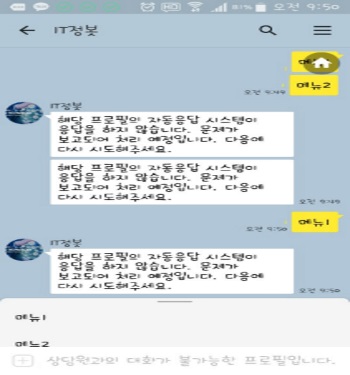 81% 오전 9:50
IT정봇
메뉴2
오전 9:49
IT정봇
해당 프로필의 자동응답 시스템이
응답을 하지 않습니다. 문제가
보고되어 처리 예정입니다. 다음에
다시 시도해주세요.
해당 프로필의 자동응답 시스템이
응답을 하지 않습니다. 문제가
보고되어 처리 예정입니다. 다음에
다시 시도해주세요.
오전 9:49
오전 9:50
메뉴1
IT정봇
해당 프로필의 자동응답 시스템이
응답을 하지 않습니다. 문제가
보고되어 처리 예정입니다. 다음에
다시 시도해주세요.
오전 9:50
메뉴1
메뉴2
상담원과의 대화가 불가능한 프로필입니다.